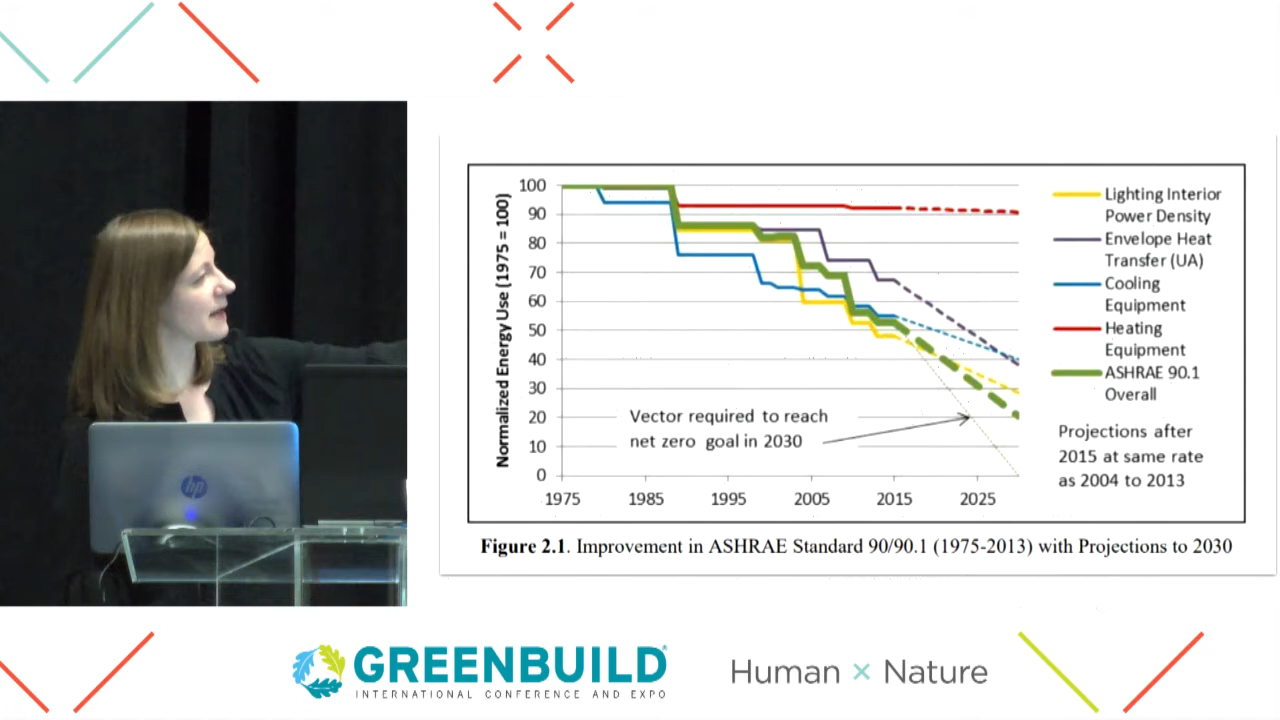 100
90
80
70
60
50
40
30
20
10
0
Normalized Energy Use (1975 = 100)
1975 1985 1995 2005 2015 2025
Vector required to reach
net zero goal in 2030
Lighting Interior
Power Density
Envelope Heat
Transfer (UA)
Cooling
Equipment
Heating
Equipment
ASHRAE 90.1
Overall
Projections after
2015 at same rate
as 2004 to 2013
Figure 2.1. Improvement in ASHRAE Standard 90/90.1 (1975-2013) with Projections to 2030
hp
GREENBUILD®
INTERNATIONAL CONFERENCE AND EXPO
Human × Nature